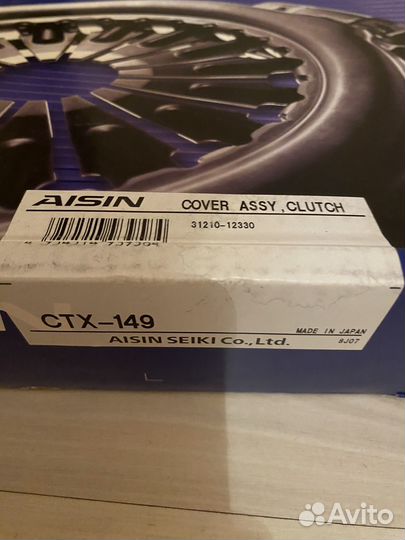 AISIN
COVER ASSY,CLUTCH
31210-12330
CTX-149
MADE IN JAPAN
8J07
AISIN SEIKI Co.,Ltd.
Avito